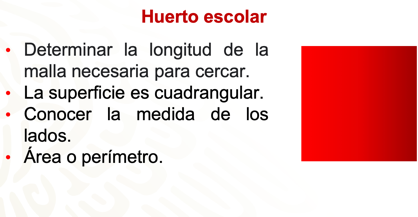 Huerto escolar
• Determinar la longitud de la
malla necesaria para cercar.
• La superficie es cuadrangular.
• Conocer la medida de los
lados.
• Área o perímetro.